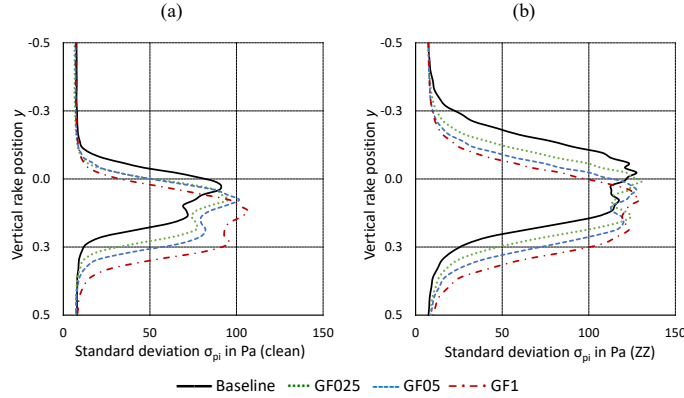 (a)
(b)
Vertical rake position y
-0.5
-0.3
0.0
0.3
0.5
0
50
100
150
Standard deviation σpi in Pa (clean)
Vertical rake position y
-0.5
-0.3
0.0
0.3
0.5
0
50
100
150
Standard deviation σpi in Pa (ZZ)
Baseline GF025 GF05 GF1